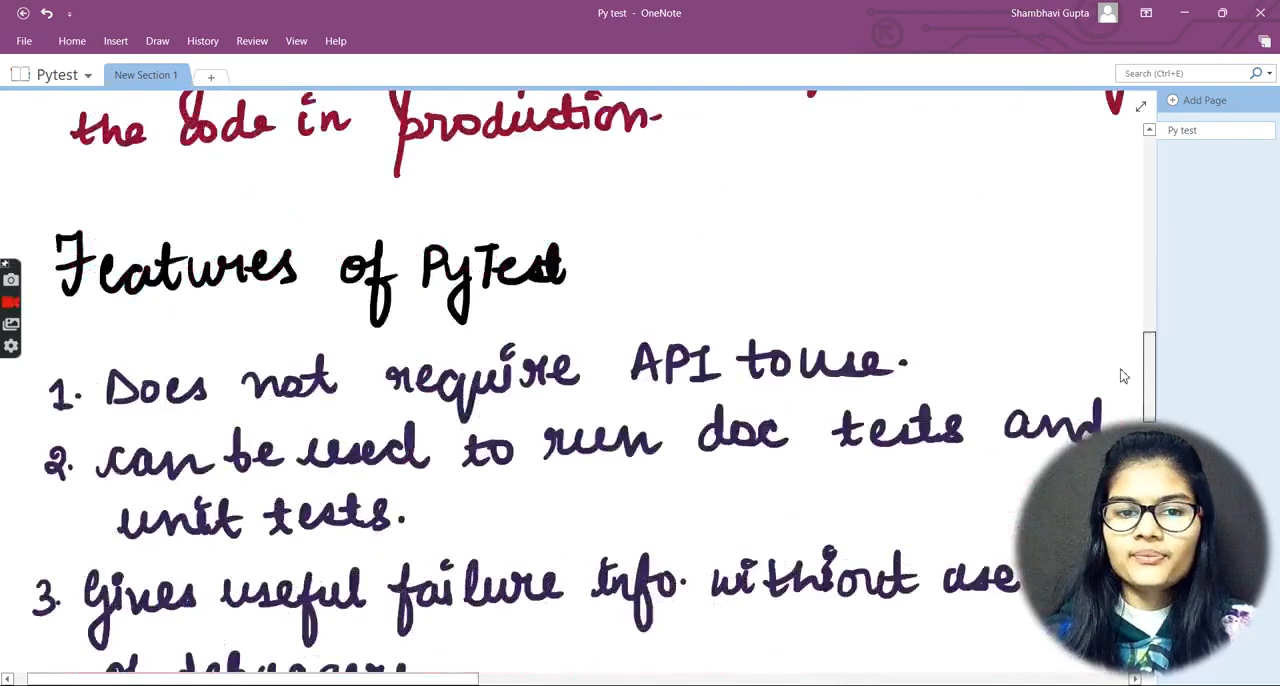 Py test - OneNote
Shambhavi Gupta
File Home Insert Draw History Review View Help
Pytest
New Section 1
+
Search (Ctrl+E)
Add Page
Py test
the code in production.
Features of PyTest
1. Does not require API to use.
2. can be used to run doc tests and
unit tests.
3. Gives useful failure info. without use
of debuggers